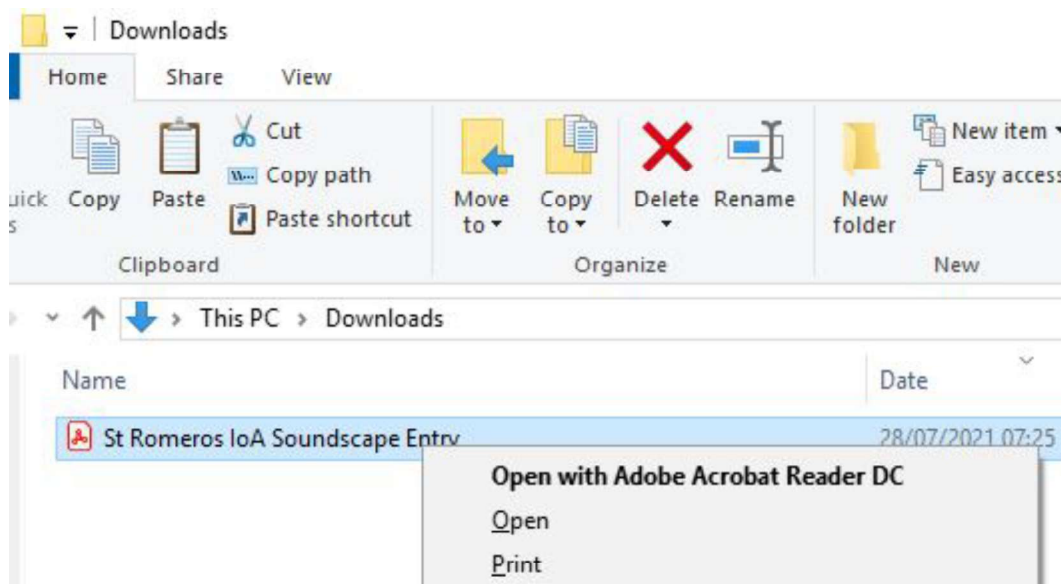 Downloads
Home Share View
Copy
Paste
Cut
Copy path
Paste shortcut
Move to
Copy to
Delete
Rename
New folder
New item
Easy access
Clipboard
Organize
New
This PC > Downloads
Name Date
St Romeros IoA Soundscape Entry 28/07/2021 07:25
Open with Adobe Acrobat Reader DC
Open
Print